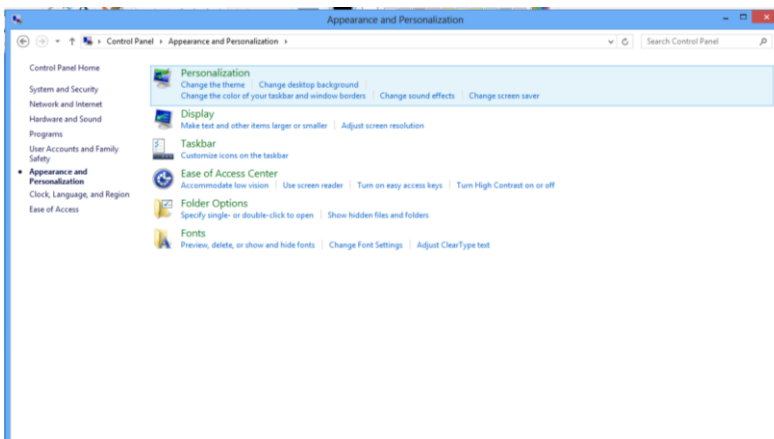 Appearance and Personalization
Control Panel Appearance and Personalization
Search Control Panel
Control Panel Home
System and Security
Network and Internet
Hardware and Sound
Programs
User Accounts and Family
Safety
Appearance and
Personalization
Clock, Language, and Region
Ease of Access
Personalization
Change the theme Change desktop background
Change the color of your taskbar and window borders Change sound effects Change screen saver
Display
Make text and other items larger or smaller Adjust screen resolution
Taskbar
Customize icons on the taskbar
Ease of Access Center
Accommodate low vision Use screen reader Turn on easy access keys Turn High Contrast on or off
Folder Options
Specify single- or double-click to open Show hidden files and folders
Fonts
Preview, delete, or show and hide fonts Change Font Settings Adjust ClearType text